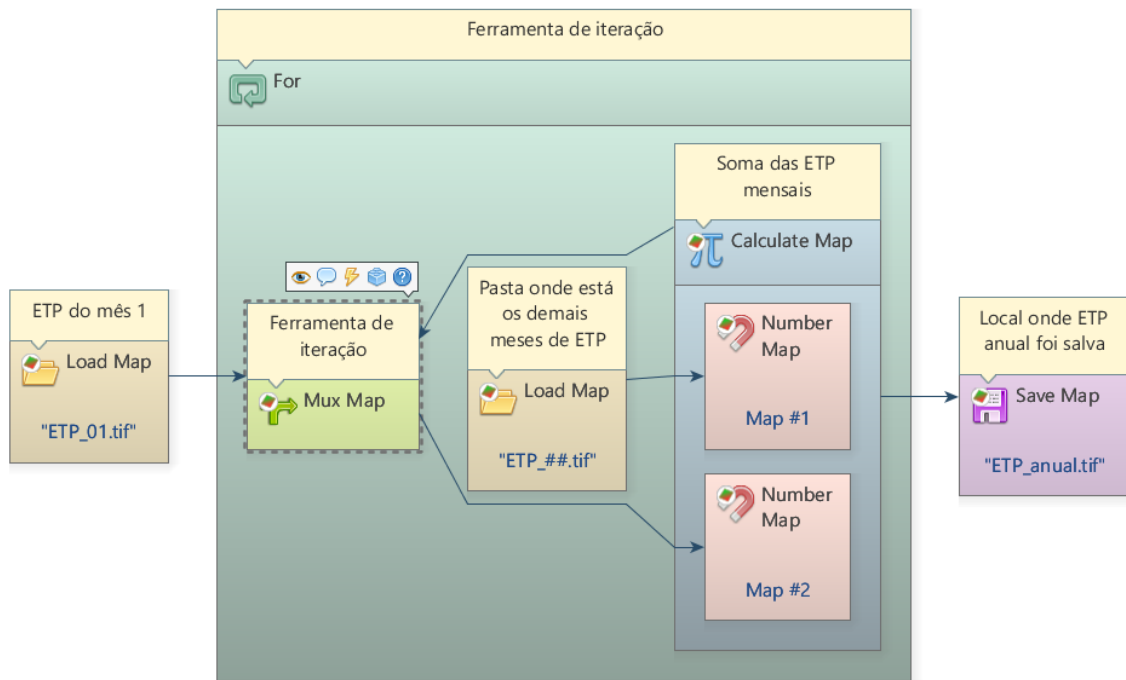 Ferramenta de iteração
For
Soma das ETP
mensais
Calculate Map
ETP do mês 1
Load Map
"ETP_01.tif"
Ferramenta de
iteração
Mux Map
Pasta onde está
os demais
meses de ETP
Load Map
"ETP_##.tif"
Number
Map
Map #1
Number
Map
Map #2
Local onde ETP
anual foi salva
Save Map
"ETP_anual.tif"